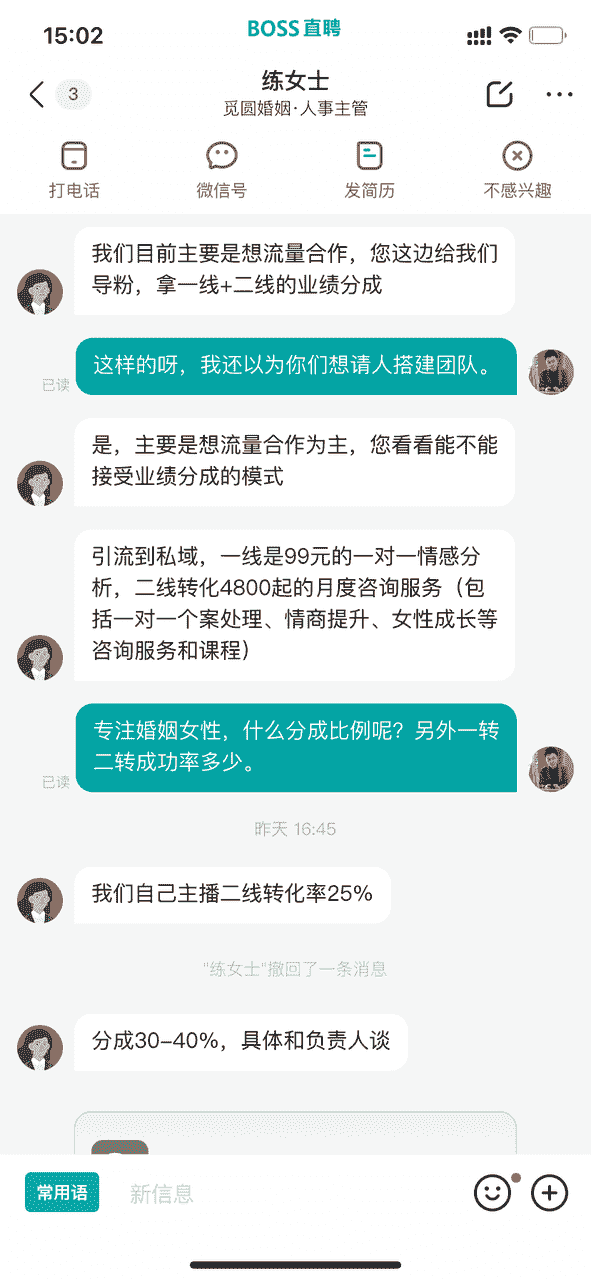 15:02
BOSS直聘
3
练女士
觅圆婚姻·人事主管
打电话
微信号
发简历
不感兴趣
我们目前主要是想流量合作，您这边给我们
导粉，拿一线+二线的业绩分成
这样的呀，我还以为你们想请人搭建团队。
已读
是，主要是想流量合作为主，您看看能不能
接受业绩分成的模式
引流到私域，一线是99元的一对一情感分
析，二线转化4800起的月度咨询服务（包
括一对一个案处理、情商提升、女性成长等
咨询服务和课程）
专注婚姻女性，什么分成比例呢？另外一转
二转成功率多少。
已读
昨天 16:45
我们自己主播二线转化率25%
"练女士"撤回了一条消息
分成30-40%，具体和负责人谈
常用语
新信息